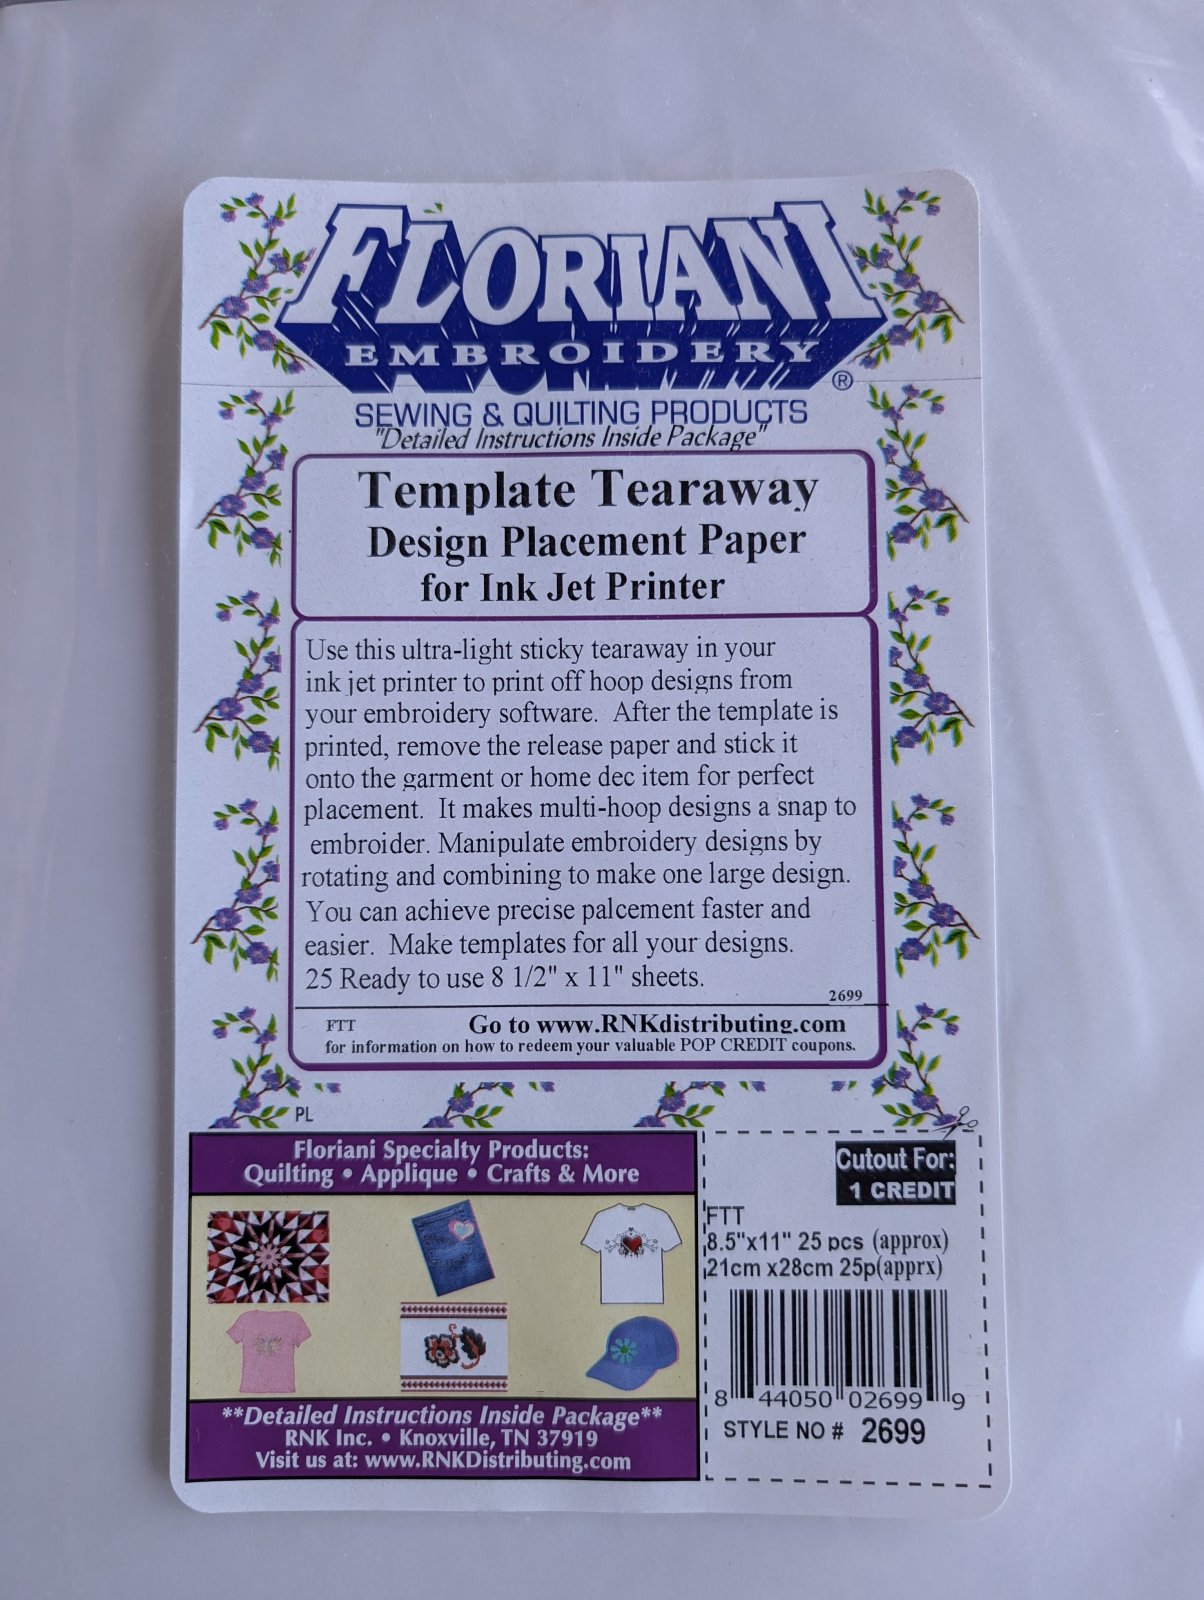 FLORIANI
EMBROIDERY®
SEWING & QUILTING PRODUCTS
"Detailed Instructions Inside Package"
Template Tearaway
Design Placement Paper
for Ink Jet Printer
Use this ultra-light sticky tearaway in your
ink jet printer to print off hoop designs from
your embroidery software. After the template is
printed, remove the release paper and stick it
onto the garment or home dec item for perfect
placement. It makes multi-hoop designs a snap to
embroider. Manipulate embroidery designs by
rotating and combining to make one large design.
You can achieve precise palcement faster and
easier. Make templates for all your designs.
25 Ready to use 8 1/2" x 11" sheets.
2699
FTT Go to www.RNKdistributing.com
for information on how to redeem your valuable POP CREDIT coupons.
PL
Floriani Specialty Products:
Quilting • Applique • Crafts & More
**Detailed Instructions Inside Package**
RNK Inc. • Knoxville, TN 37919
Visit us at: www.RNKDistributing.com
Cutout For:
1 CREDIT
FTT
8.5"x11" 25 pcs (approx)
21cm x28cm 25p(apprx)
8 44050 02699 9
STYLE NO # 2699